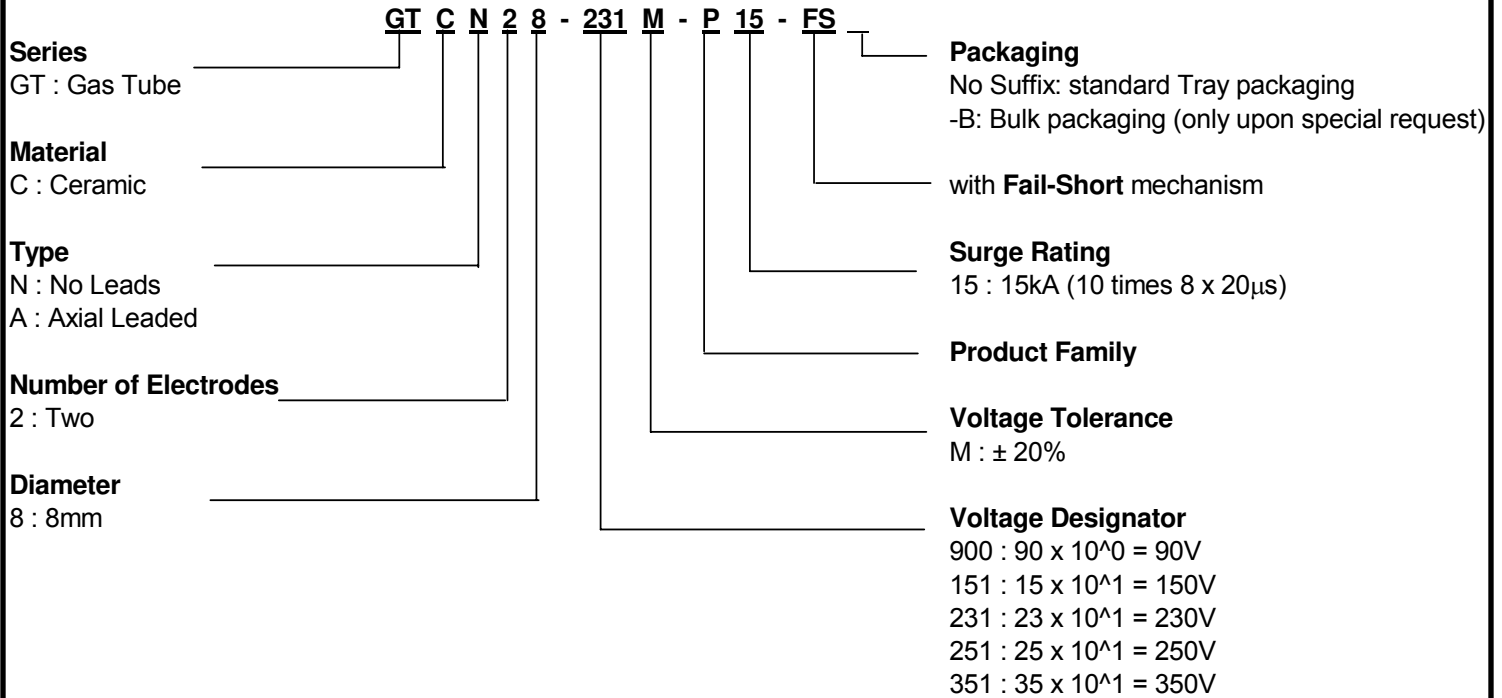 GT C N 2 8 - 231 M - P 15 - FS _
Series
GT : Gas Tube
Material
C : Ceramic
Type
N : No Leads
A : Axial Leaded
Number of Electrodes
2 : Two
Diameter
8 : 8mm
Packaging
No Suffix: standard Tray packaging
-B: Bulk packaging (only upon special request)
with Fail-Short mechanism
Surge Rating
15 : 15kA (10 times 8 x 20µs)
Product Family
Voltage Tolerance
M : ± 20%
Voltage Designator
900 : 90 x 10^0 = 90V
151 : 15 x 10^1 = 150V
231 : 23 x 10^1 = 230V
251 : 25 x 10^1 = 250V
351 : 35 x 10^1 = 350V